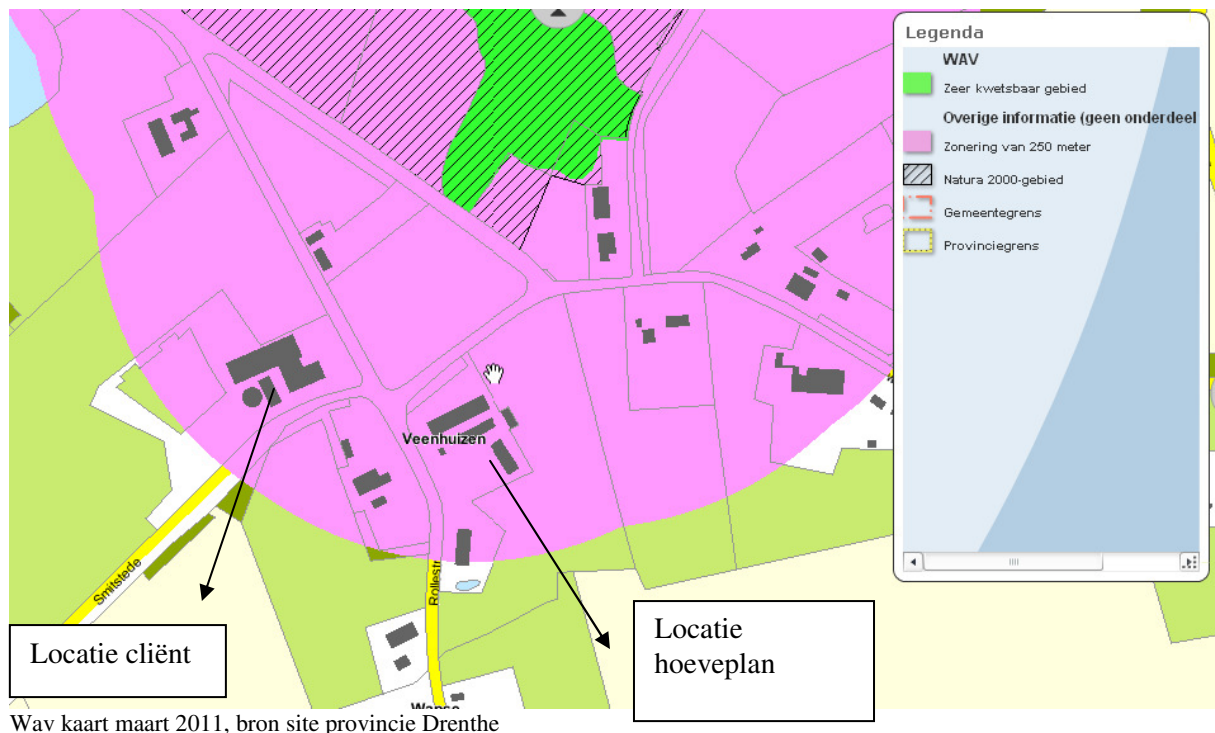 Legenda
WAV
Zeer kwetsbaar gebied
Overige informatie (geen onderdeel
Zonering van 250 meter
Natura 2000-gebied
Gemeentegrens
Provinciegrens
Veenhuizen
Smitstede
Rollestr
Locatie cliënt
Locatie
hoeveplan
Wav kaart maart 2011, bron site provincie Drenthe